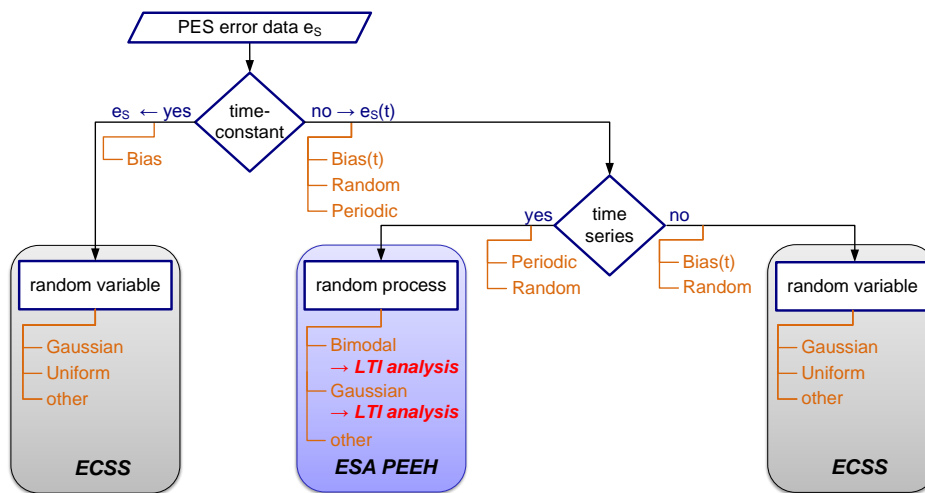 PES error data eS
time-
constant
eS ← yes
no → eS(t)
Bias
Bias(t)
Random
Periodic
time
series
yes
no
Periodic
Random
Bias(t)
Random
random variable
Gaussian
Uniform
other
ECSS
random process
Bimodal
→ LTI analysis
Gaussian
→ LTI analysis
other
ESA PEEH
random variable
Gaussian
Uniform
other
ECSS